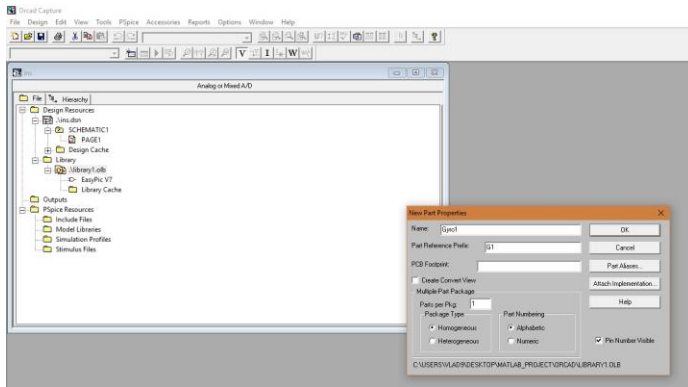 Orcad Capture
File Design Edit View Tools PSpice Accessories Reports Options Window Help
V I W
ins
Analog or Mixed A/D
File Hierarchy
Design Resources
.\ins.dsn
SCHEMATIC1
PAGE1
Design Cache
Library
.\library1.olb
EasyPic V7
Library Cache
Outputs
PSpice Resources
Include Files
Model Libraries
Simulation Profiles
Stimulus Files
New Part Properties
Name: Gyro1 OK
Part Reference Prefix: G1 Cancel
PCB Footprint: Part Aliases...
Create Convert View Attach Implementation...
Multiple-Part Package
Parts per Pkg: 1 Help
Package Type Part Numbering
Homogeneous Alphabetic
Heterogeneous Numeric Pin Number Visible
C:\USERS\VLAD9\DESKTOP\MATLAB_PROJECT\ORCAD\LIBRARY1.OLB